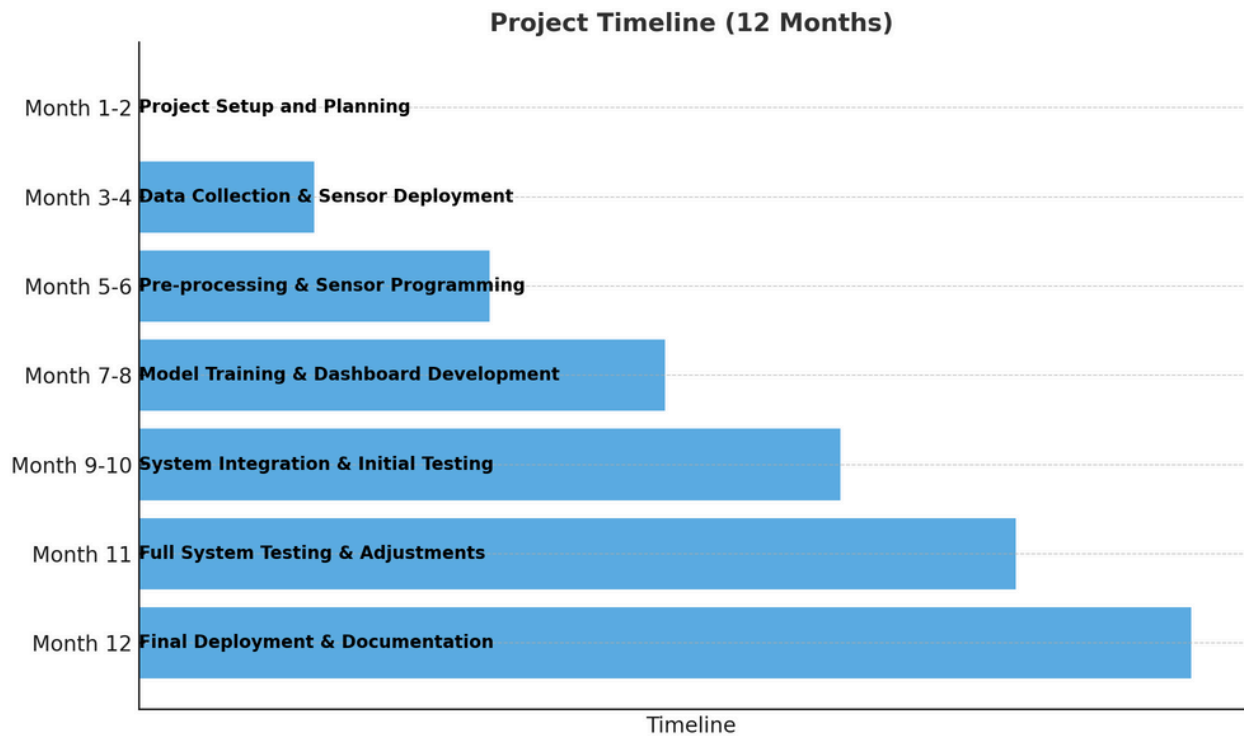 Project Timeline (12 Months)
Month 1-2 Project Setup and Planning
Month 3-4 Data Collection & Sensor Deployment
Month 5-6 Pre-processing & Sensor Programming
Month 7-8 Model Training & Dashboard Development
Month 9-10 System Integration & Initial Testing
Month 11 Full System Testing & Adjustments
Month 12 Final Deployment & Documentation
Timeline